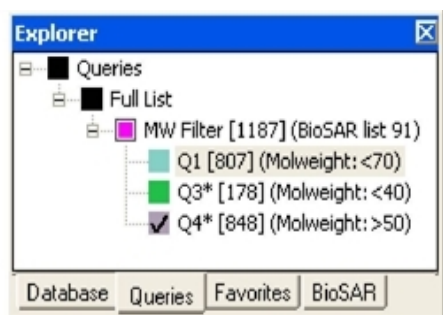 Explorer
Queries
Full List
MW Filter [1187] (BioSAR list 91)
Q1 [807] (Molweight:<70)
Q3* [178] (Molweight:<40)
Q4* [848] (Molweight:>50)
Database Queries Favorites BioSAR